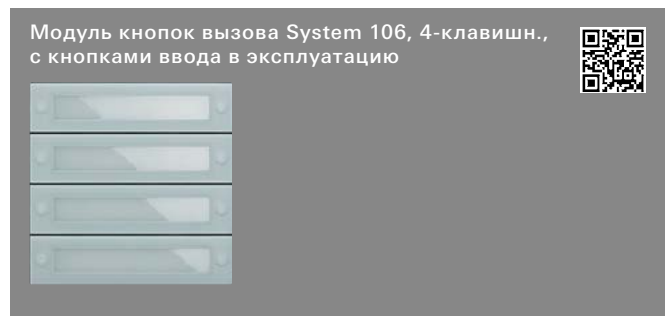 Модуль кнопок вызова System 106, 4-клавишн.,
с кнопками ввода в эксплуатацию